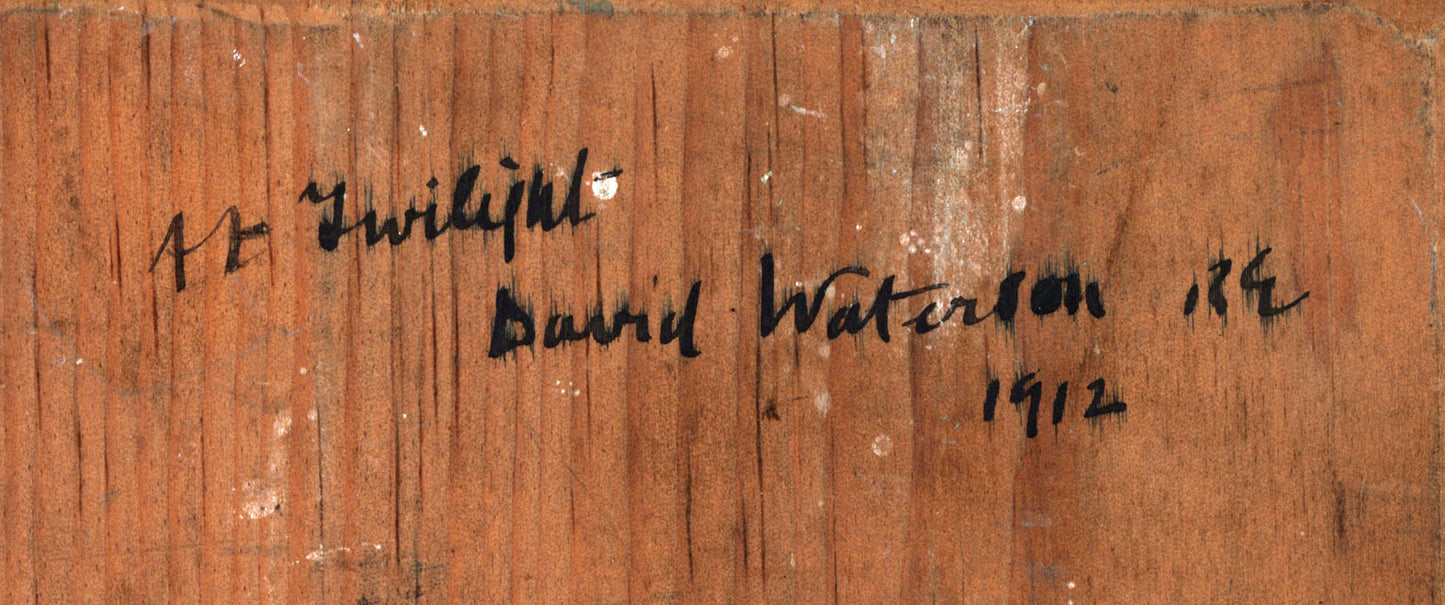 At Twilight
David Waterson RE
1912